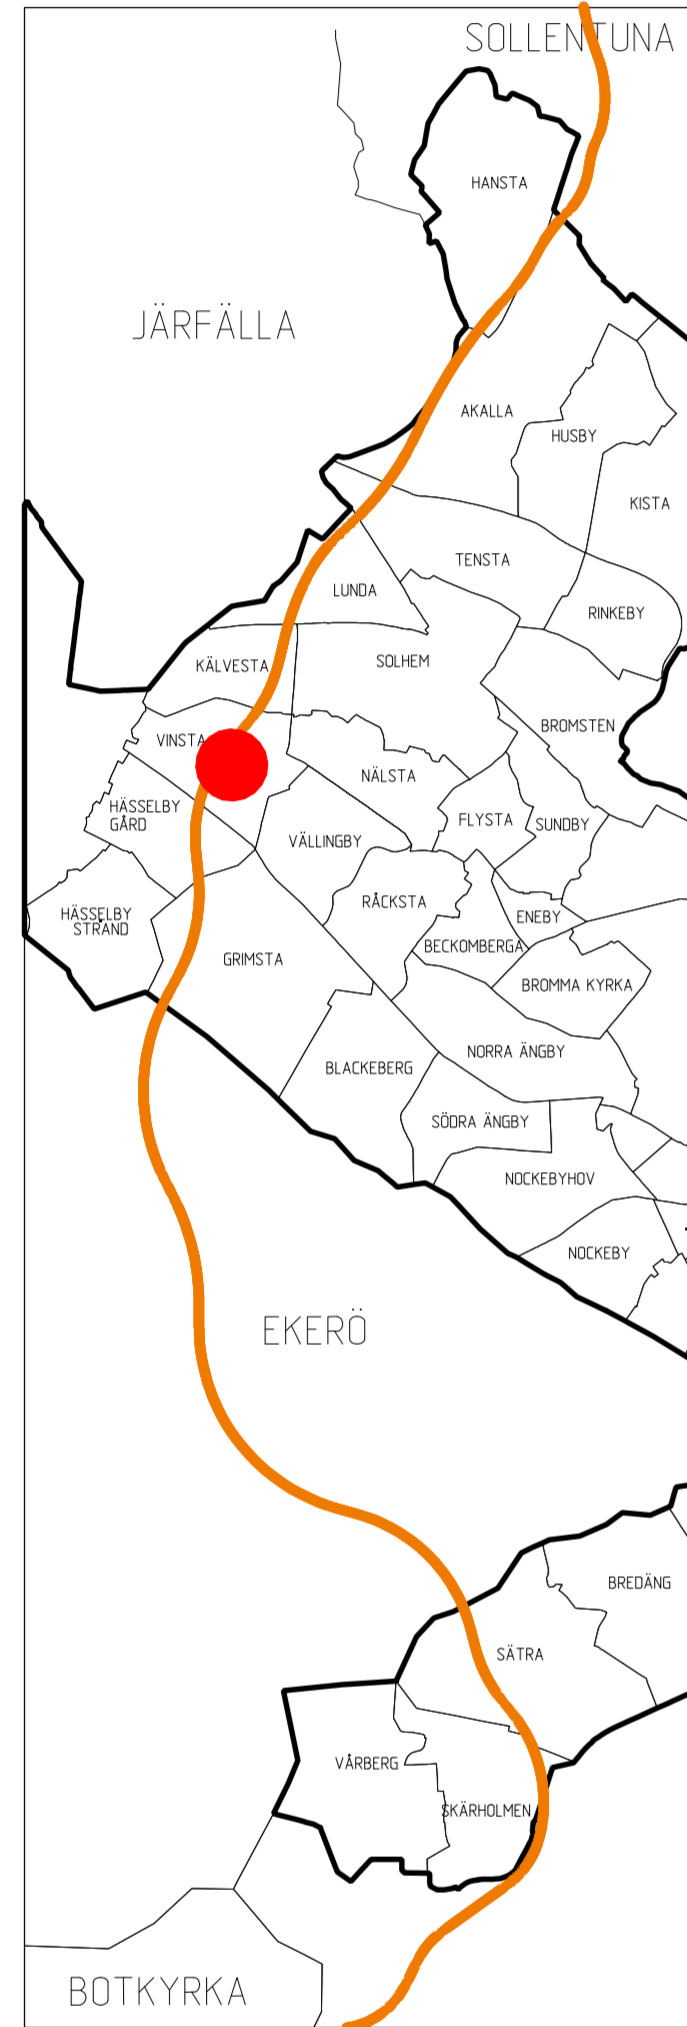 SOLLENTUNA
HANSTA
JÄRFÄLLA
AKALLA
HUSBY
KISTA
TENSTA
LUNDA
RINKEBY
KÄLVESTA
SOLHEM
BROMSTEN
VINSTA
NÄLSTA
HÄSSELBY
GÅRD
FLYSTA
SUNDBY
VÄLLINGBY
RÅCKSTA
HÄSSELBY
STRAND
ENEBY
BECKOMBERGA
GRIMSTA
BROMMA KYRKA
NORRA ÄNGBY
BLACKEBERG
SÖDRA ÄNGBY
NOCKEBYHOV
NOCKEBY
EKERÖ
BREDÄNG
SÄTRA
VÅRBERG
SKÄRHOLMEN
BOTKYRKA